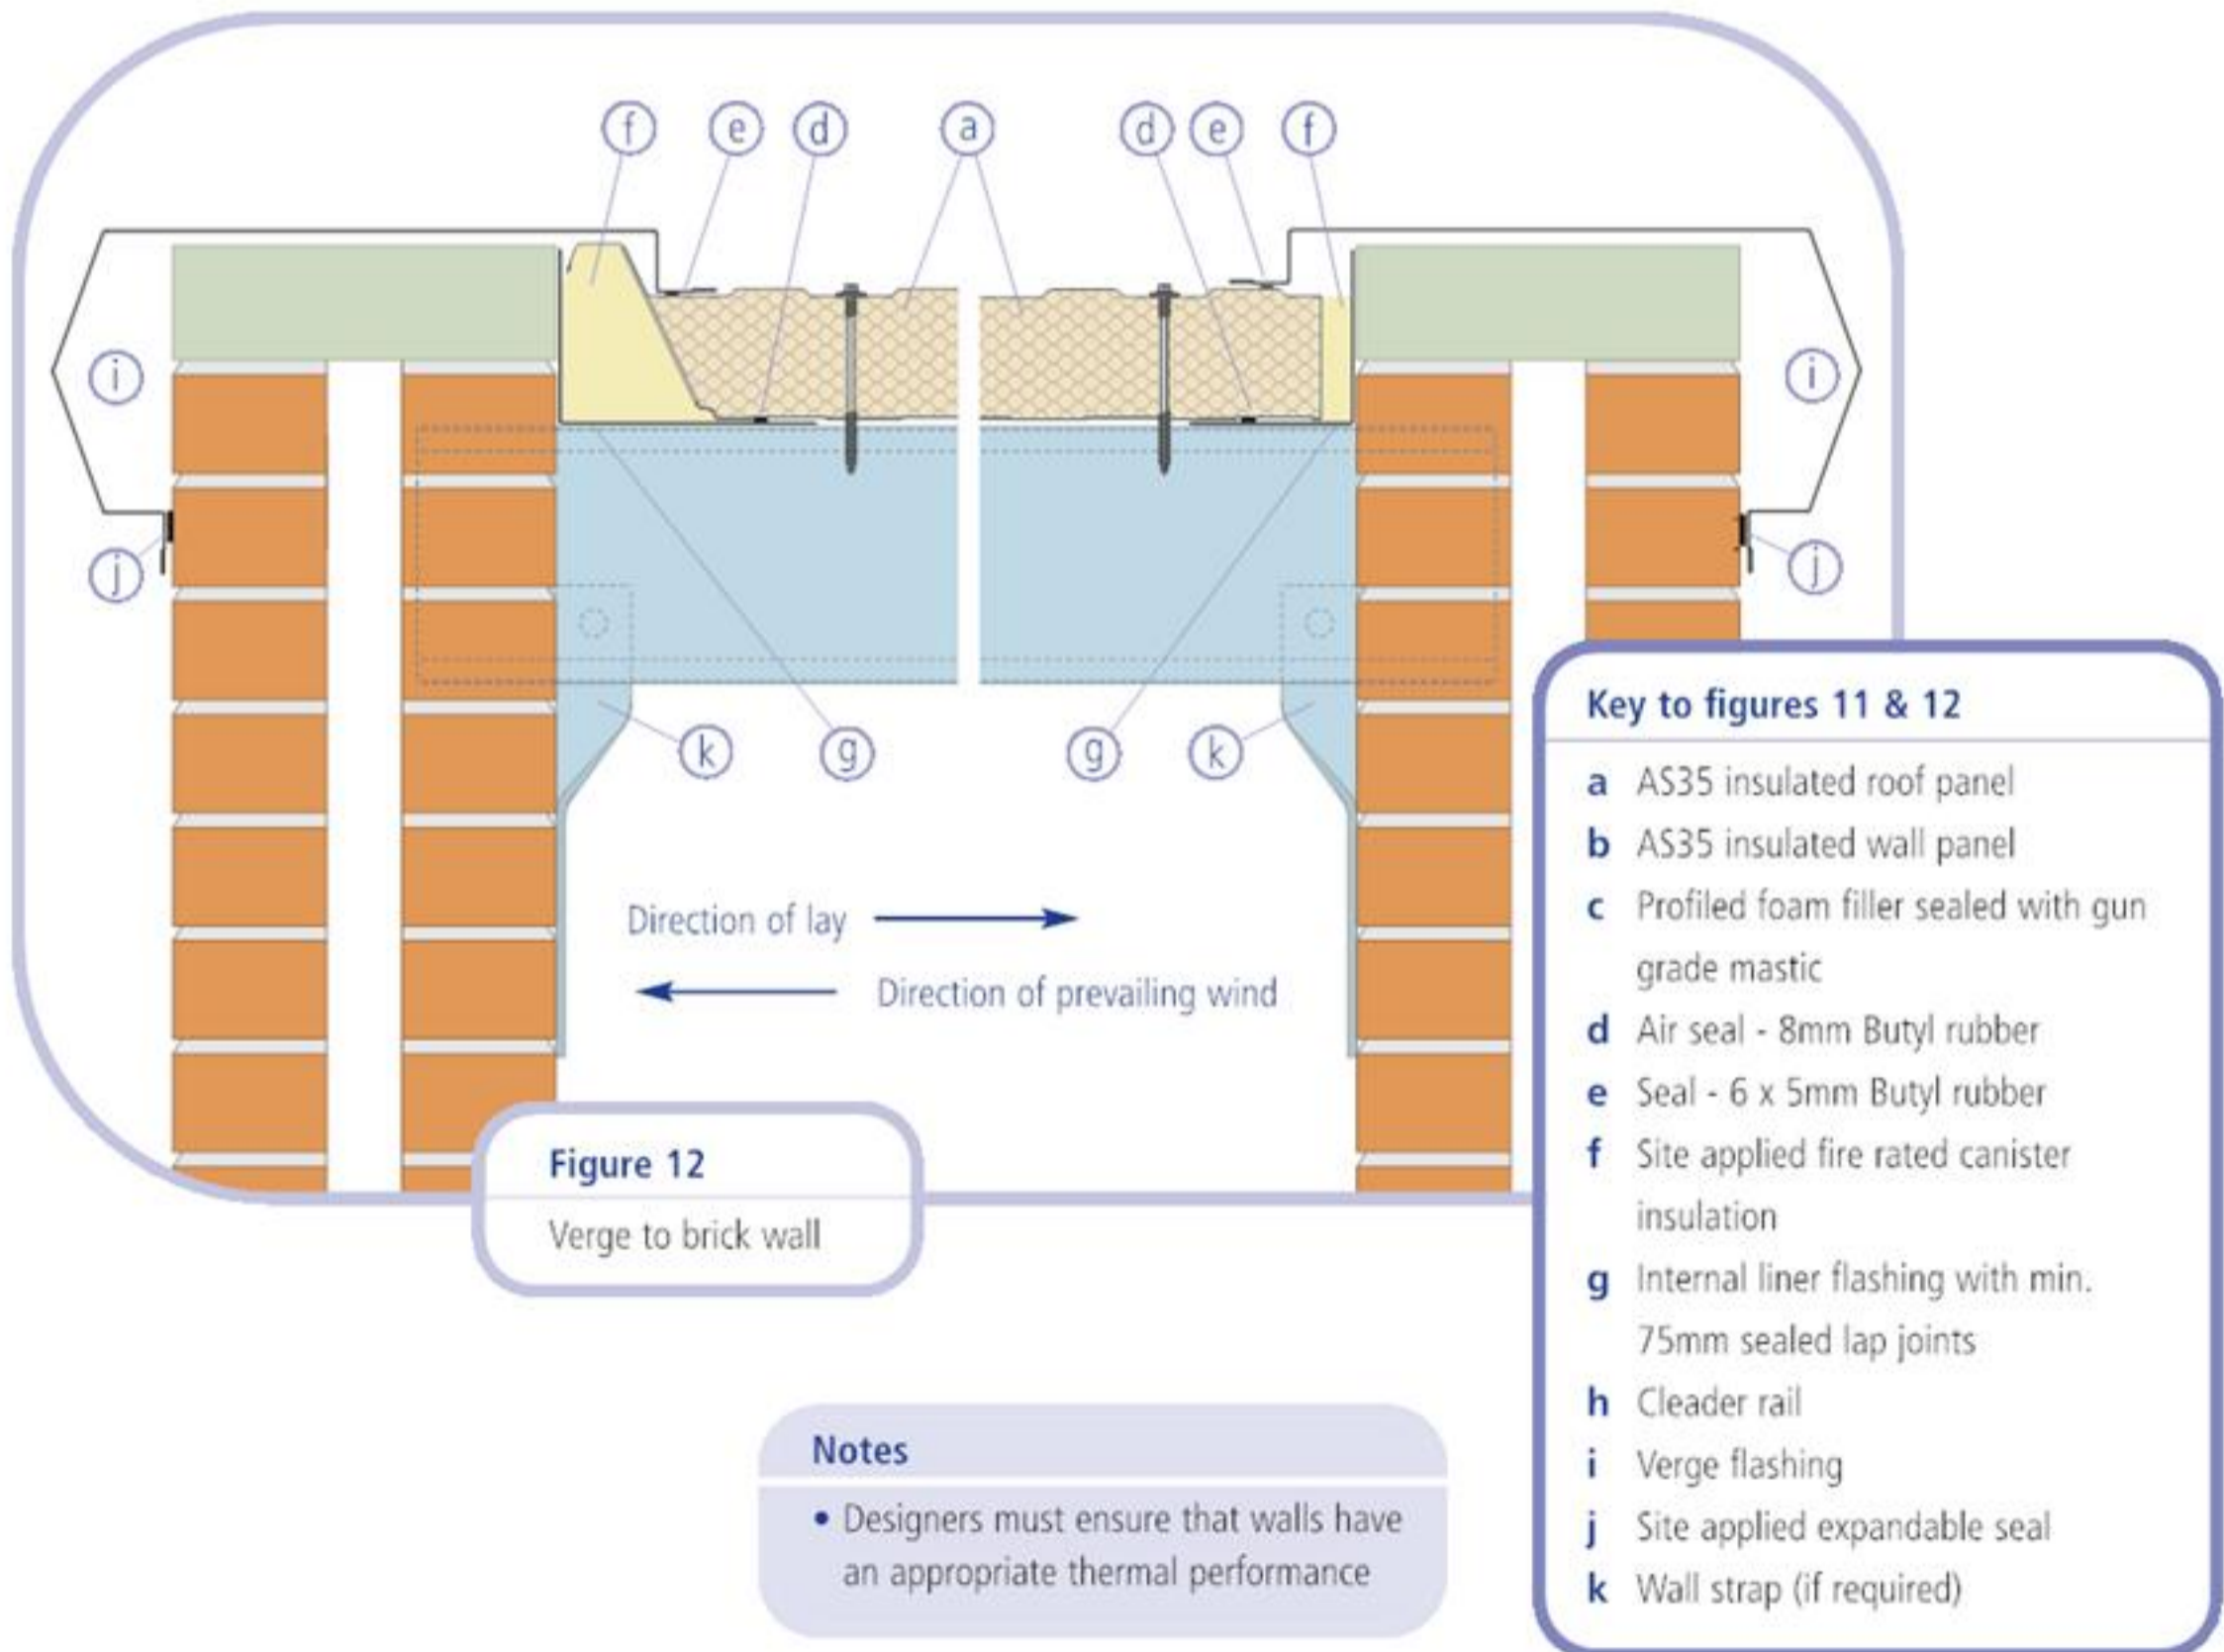 f e d a d e f
i i
j j
k g g k
Direction of lay
Direction of prevailing wind
Figure 12
Verge to brick wall
Notes
• Designers must ensure that walls have
an appropriate thermal performance
Key to figures 11 & 12
a AS35 insulated roof panel
b AS35 insulated wall panel
c Profiled foam filler sealed with gun
grade mastic
d Air seal - 8mm Butyl rubber
e Seal - 6 x 5mm Butyl rubber
f Site applied fire rated canister
insulation
g Internal liner flashing with min.
75mm sealed lap joints
h Cleader rail
i Verge flashing
j Site applied expandable seal
k Wall strap (if required)